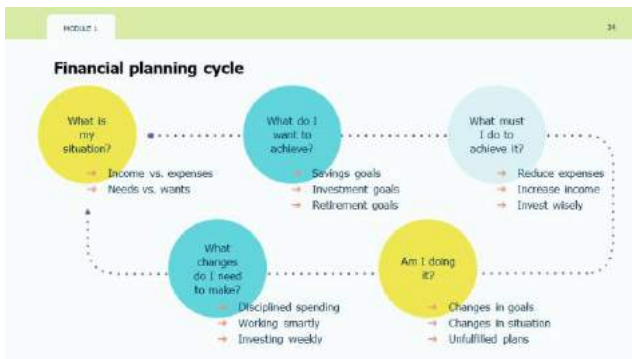 MODULE 1
34
Financial planning cycle
What is
my
situation?
Income vs. expenses
Needs vs. wants
What do I
want to
achieve?
Savings goals
Investment goals
Retirement goals
What must
I do to
achieve it?
Reduce expenses
Increase income
Invest wisely
What
changes
do I need
to make?
Disciplined spending
Working smartly
Investing weekly
Am I doing
it?
Changes in goals
Changes in situation
Unfulfilled plans